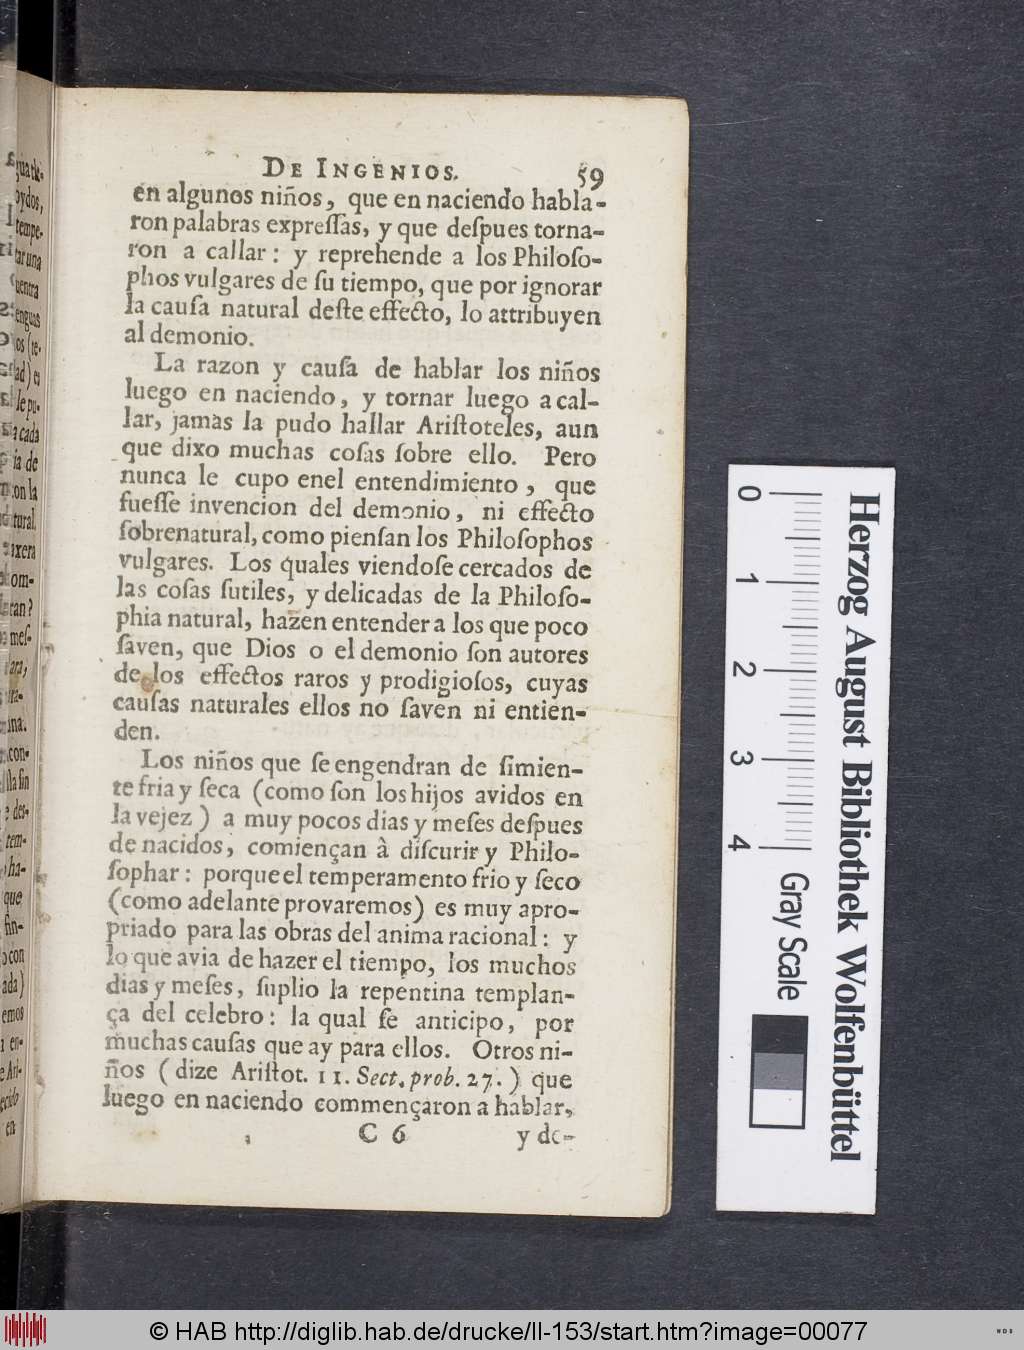 DE INGENIOS. 59
en algunos niños, que en naciendo habla-
ron palabras expreſſas, y que deſpues torna-
ron a callar: y reprehende a los Philoſo-
phos vulgares de ſu tiempo, que por ignorar
la cauſa natural deſte effecto, lo attribuyen
al demonio.
La razon y cauſa de hablar los niños
luego en naciendo, y tornar luego a cal-
lar, jamas la pudo hallar Ariſtoteles, aun
que dixo muchas coſas ſobre ello. Pero
nunca le cupo enel entendimiento, que
fueſſe invencion del demonio, ni effecto
ſobrenatural, como pienſan los Philoſophos
vulgares. Los quales viendoſe cercados de
las coſas ſutiles, y delicadas de la Philoſo-
phia natural, hazen entender a los que poco
ſaven, que Dios o el demonio ſon autores
de los effectos raros y prodigioſos, cuyas
cauſas naturales ellos no ſaven ni entien-
den.
Los niños que ſe engendran de ſimien-
te fria y ſeca (como ſon los hijos avidos en
la vejez) a muy pocos dias y meſes deſpues
de nacidos, comiençan à diſcurir y Philo-
ſophar: porque el temperamento frio y ſeco
(como adelante provaremos) es muy apro-
priado para las obras del anima racional: y
lo que avia de hazer el tiempo, los muchos
dias y meſes, ſuplio la repentina templan-
ça del celebro: la qual ſe anticipo, por
muchas cauſas que ay para ellos. Otros ni-
ños (dize Ariſtot. 11. Sect. prob. 27.) que
luego en naciendo commençaron a hablar,
C 6 y de-
0 1 2 3 4
Gray Scale
Herzog August Bibliothek Wolfenbüttel
© HAB http://diglib.hab.de/drucke/ll-153/start.htm?image=00077